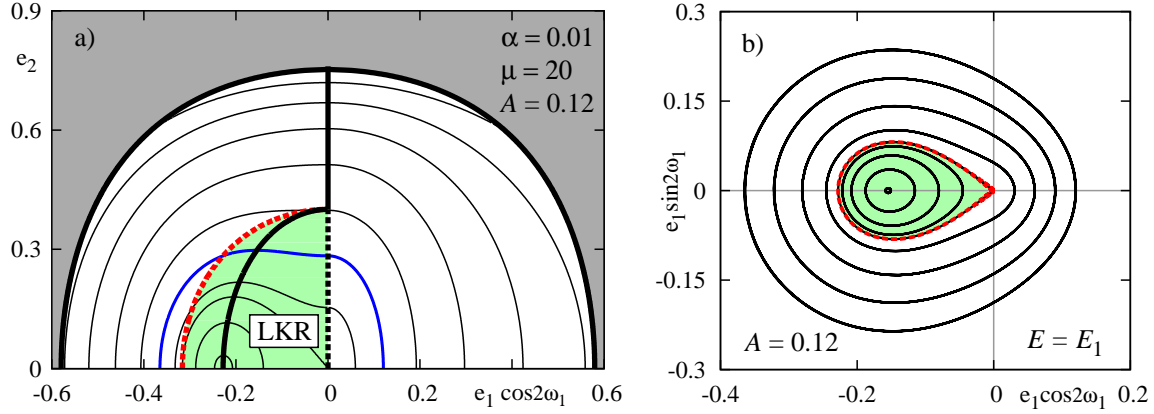 a)
α = 0.01
μ = 20
A = 0.12
e₂
0.9
0.6
0.3
0
LKR
-0.6 -0.4 -0.2 0 0.2 0.4 0.6
e₁ cos2ω₁
b)
e₁ sin2ω₁
0.3
0.15
0
-0.15
-0.3
A = 0.12
E = E₁
-0.4 -0.2 0 0.2
e₁cos2ω₁